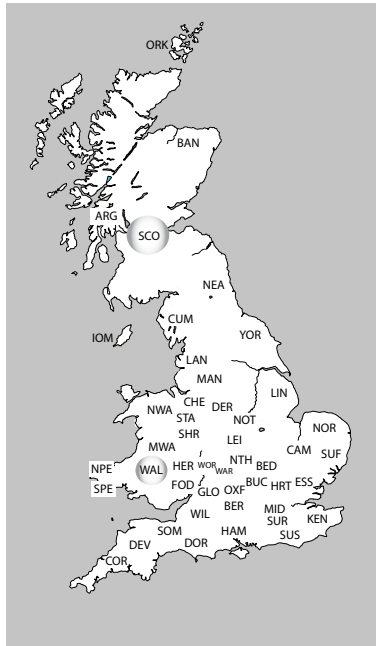 ORK
BAN
ARG
SCO
NEA
CUM
IOM
YOR
LAN
MAN
LIN
CHE
NWA
DER
STA
NOT
NOR
SHR
LEI
MWA
CAM
SUF
NPE
WAL
HER
WOR
WAR
NTH
BED
SPE
FOD
GLO
OXF
BUC
HRT
ESS
BER
WIL
MID
KEN
SUR
SOM
HAM
SUS
DEV
DOR
COR